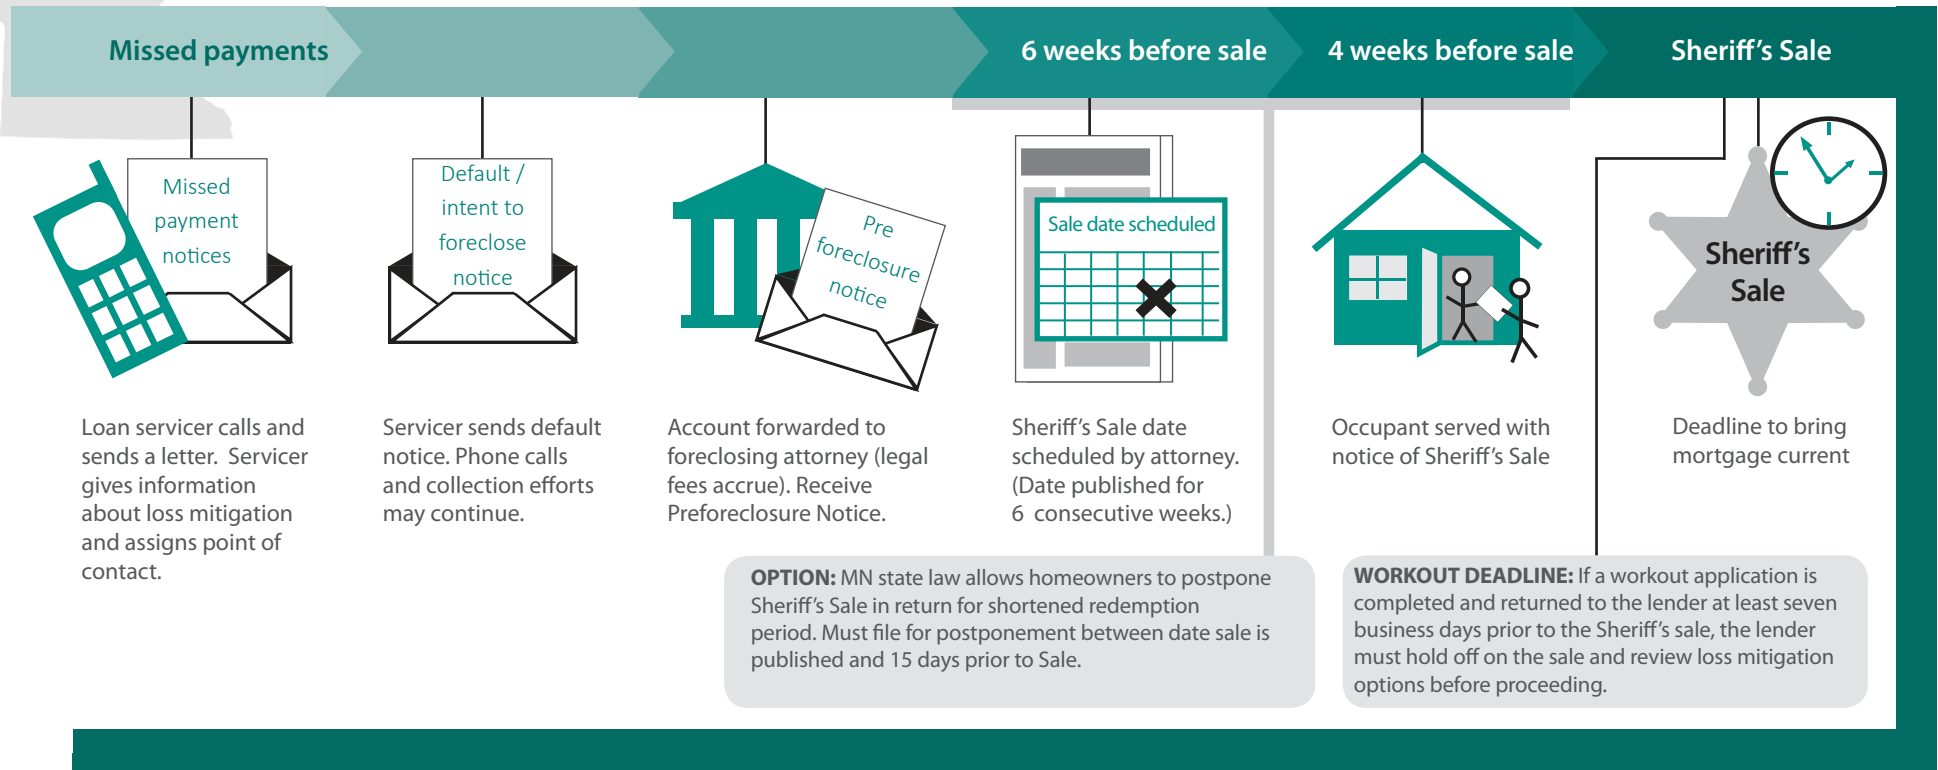 Missed payments
6 weeks before sale
4 weeks before sale
Sheriff's Sale
Missed
payment
notices
Default /
intent to
foreclose
notice
Pre
foreclosure
notice
Sale date scheduled
Sheriff's
Sale
Loan servicer calls and
sends a letter.  Servicer
gives information
about loss mitigation
and assigns point of
contact.
Servicer sends default
notice. Phone calls
and collection efforts
may continue.
Account forwarded to
foreclosing attorney (legal
fees accrue). Receive
Preforeclosure Notice.
Sheriff's Sale date
scheduled by attorney.
(Date published for
6  consecutive weeks.)
Occupant served with
notice of Sheriff's Sale
Deadline to bring
mortgage current
OPTION: MN state law allows homeowners to postpone
Sheriff's Sale in return for shortened redemption
period. Must file for postponement between date sale is
published and 15 days prior to Sale.
WORKOUT DEADLINE: If a workout application is
completed and returned to the lender at least seven
business days prior to the Sheriff's sale, the lender
must hold off on the sale and review loss mitigation
options before proceeding.